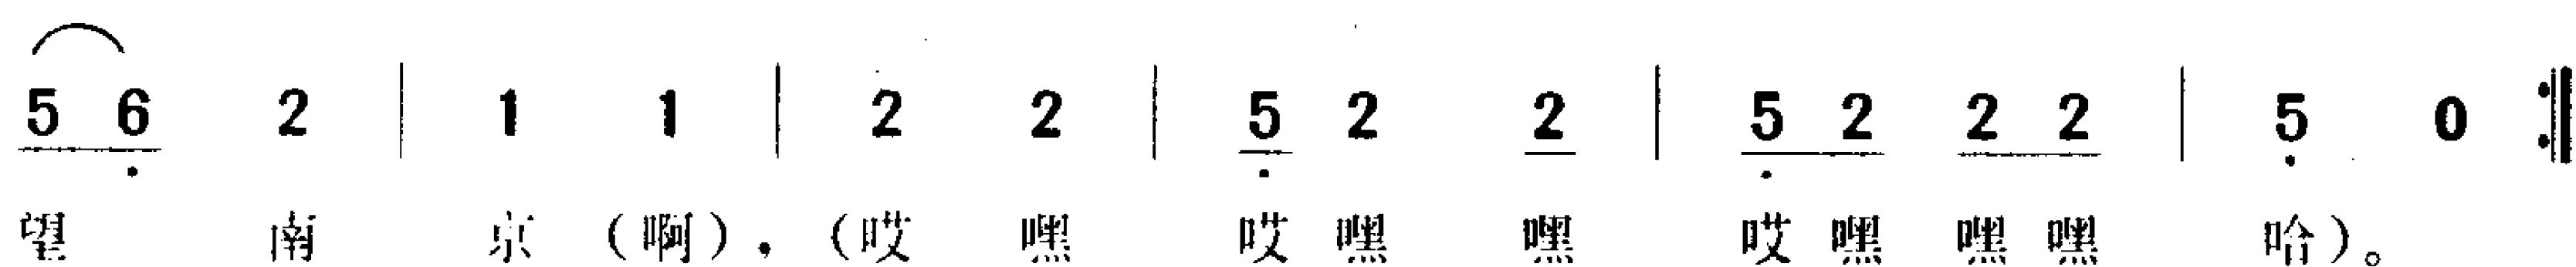 5 6 2 | 1 1 | 2 2 | 5 2 2 | 5 2 2 2 | 5 0 :‖
望 南 京（啊），（哎 嘿 哎 嘿 嘿 哎 嘿 嘿 嘿 哈）。